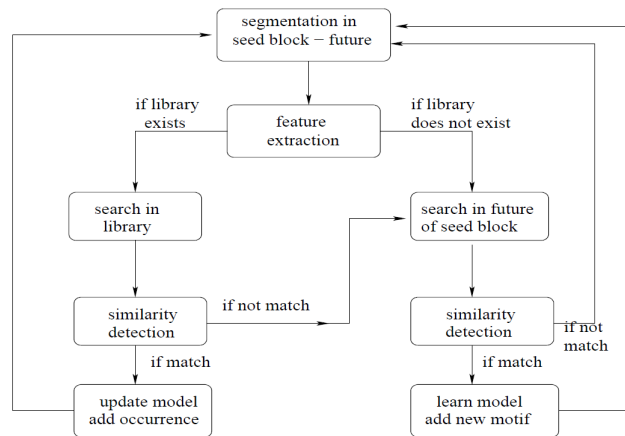 segmentation in
seed block − future
if library
exists
feature
extraction
if library
does not exist
search in
library
search in future
of seed block
similarity
detection
if not match
similarity
detection
if not
match
if match
if match
update model
add occurrence
learn model
add new motif